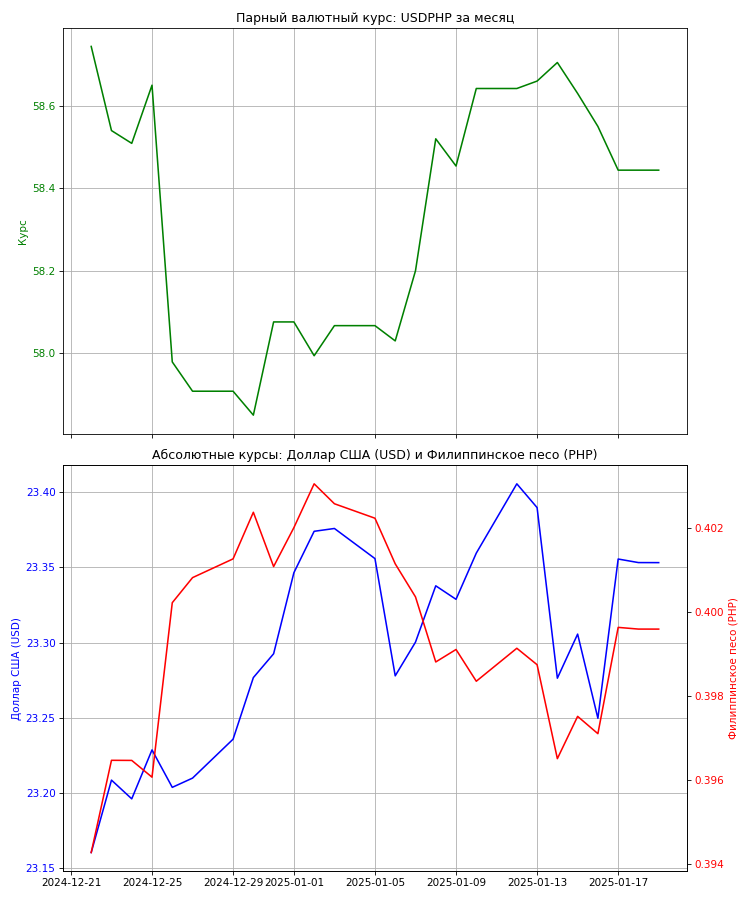 Парный валютный курс: USDPHP за месяц
58.6
58.4
58.2
58.0
Курс
Абсолютные курсы: Доллар США (USD) и Филиппинское песо (PHP)
23.40
23.35
23.30
23.25
23.20
23.15
Доллар США (USD)
0.402
0.400
0.398
0.396
0.394
Филиппинское песо (PHP)
2024-12-21 2024-12-25 2024-12-29 2025-01-01 2025-01-05 2025-01-09 2025-01-13 2025-01-17